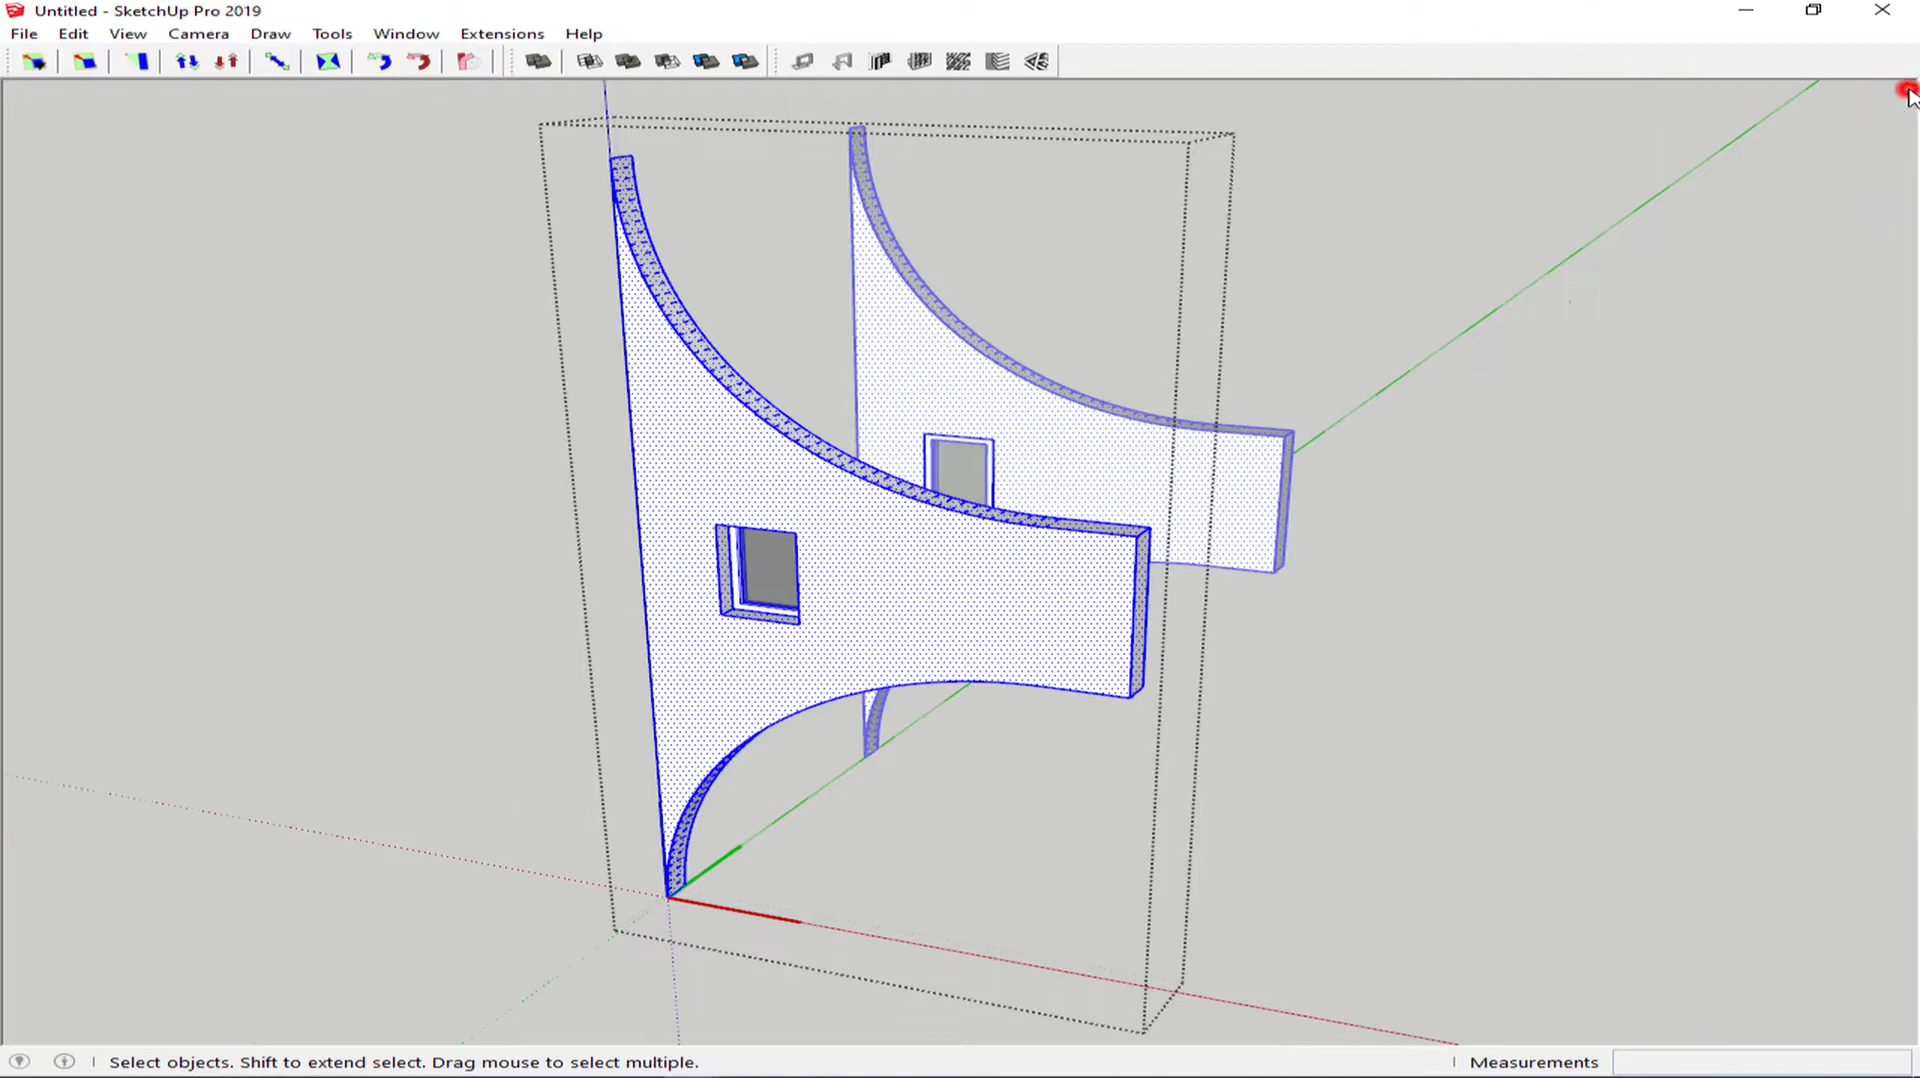 Untitled - SketchUp Pro 2019
File Edit View Camera Draw Tools Window Extensions Help
Select objects. Shift to extend select. Drag mouse to select multiple.
Measurements